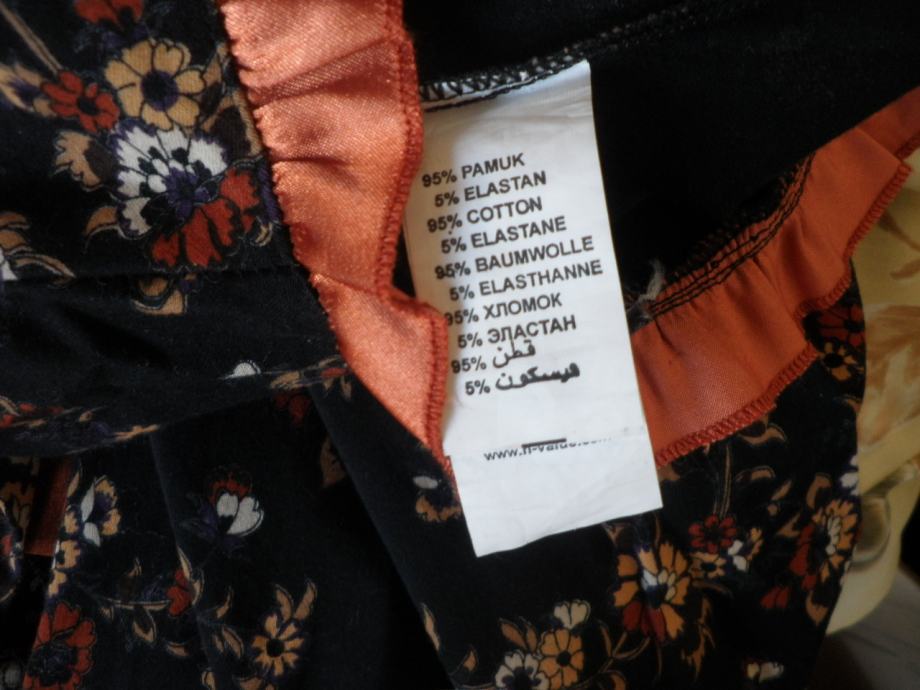 95% PAMUK
5% ELASTAN
95% COTTON
5% ELASTANE
95% BAUMWOLLE
5% ELASTHANNE
95% ХЛОМОК
5% ЭЛАСТАН
95% قطن
5% فيسكون